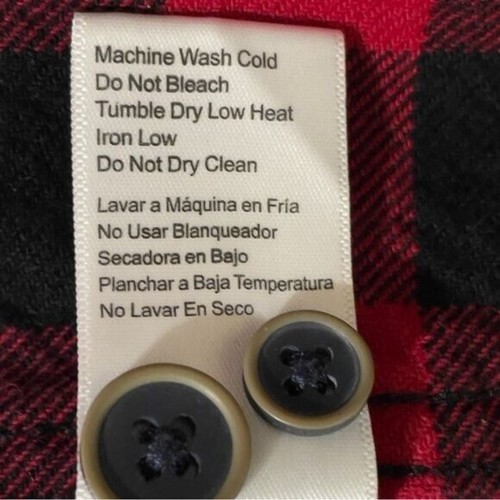 Machine Wash Cold
Do Not Bleach
Tumble Dry Low Heat
Iron Low
Do Not Dry Clean
Lavar a Máquina en Fría
No Usar Blanqueador
Secadora en Bajo
Planchar a Baja Temperatura
No Lavar En Seco